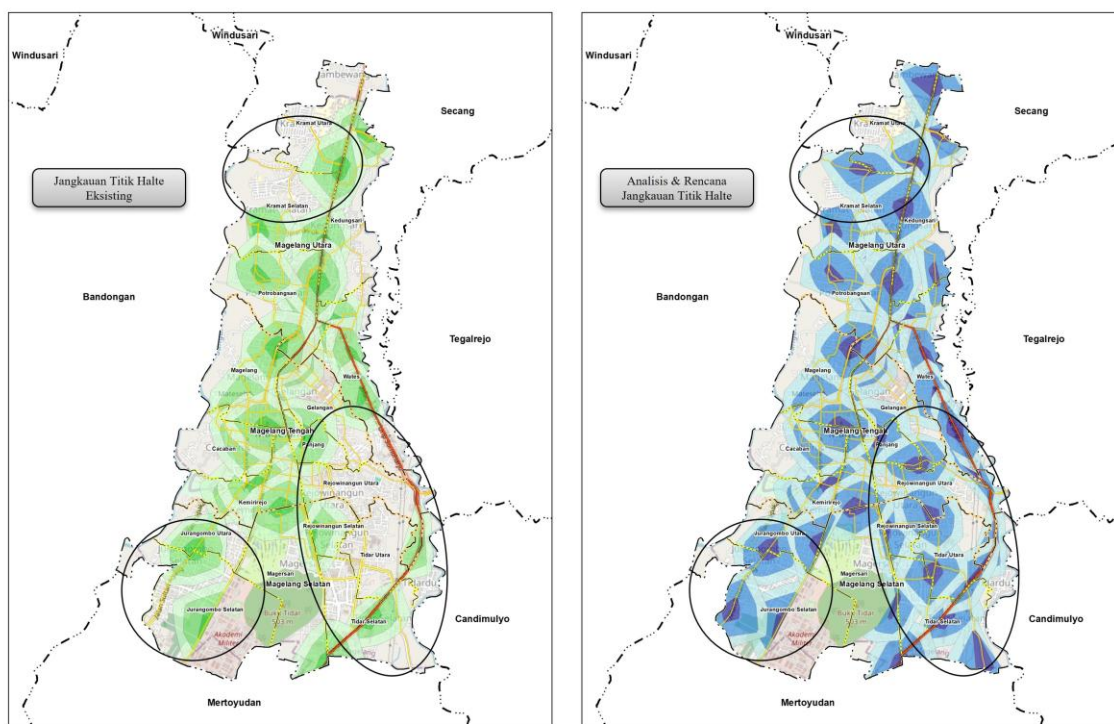 Windusari
Windusari
Secang
Kramat Utara
Jangkauan Titik Halte
Eksisting
Kramat Selatan
Kedungsari
Magelang Utara
Bandongan
Potrobangsan
Tegalrejo
Magelang
Wates
Gelangan
Magelang Tengah
Panjang
Cacaban
Rejowinangun Utara
Kemirirejo
Rejowinangun Selatan
Jurangombo Utara
Tidar Utara
Magersari
Magelang Selatan
Jurangombo Selatan
Candimulyo
Tidar Selatan
Akademi
Mertoyudan
Windusari
Windusari
Secang
Kramat Utara
Analisis & Rencana
Jangkauan Titik Halte
Kramat Selatan
Kedungsari
Magelang Utara
Bandongan
Potrobangsan
Tegalrejo
Magelang
Wates
Gelangan
Magelang Tengah
Panjang
Cacaban
Rejowinangun Utara
Kemirirejo
Rejowinangun Selatan
Jurangombo Utara
Tidar Utara
Magersari
Magelang Selatan
Jurangombo Selatan
Bukit Tidar
503 m
Candimulyo
Tidar Selatan
Akademi
Mertoyudan